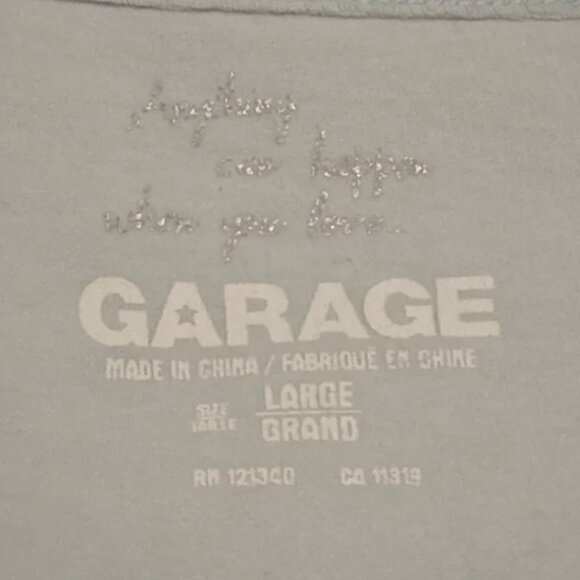 Anything
can happen
when you love...
GARAGE
MADE IN CHINA / FABRIQUÉ EN CHINE
SIZE LARGE
TAILLE GRAND
RN 121340 CA 11319